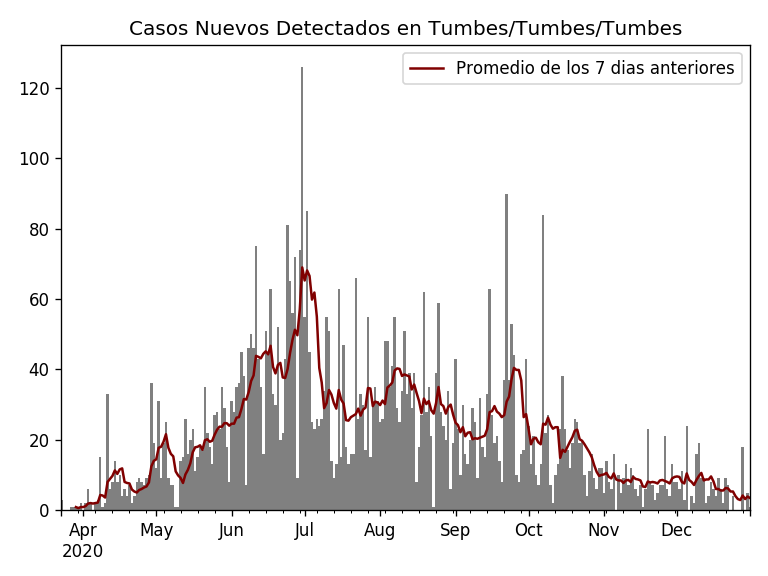 Casos Nuevos Detectados en Tumbes/Tumbes/Tumbes
Promedio de los 7 dias anteriores
120
100
80
60
40
20
0
Apr May Jun Jul Aug Sep Oct Nov Dec
2020